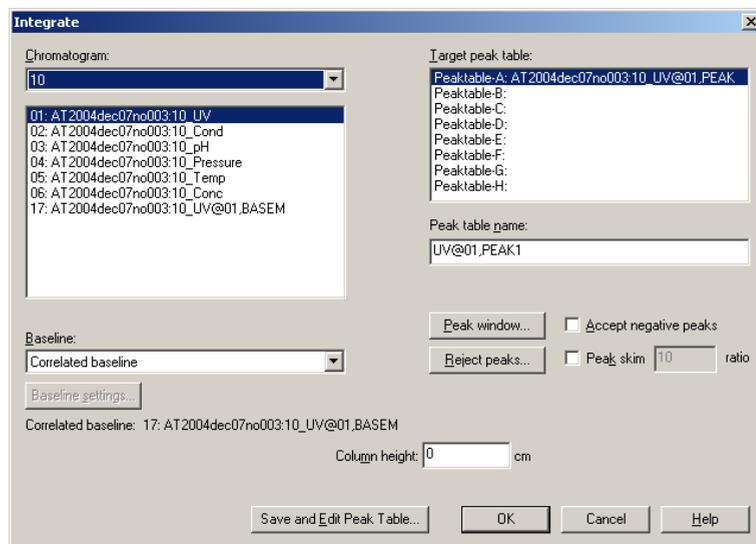 Integrate
Chromatogram:
10
01: AT2004dec07no003:10_UV
02: AT2004dec07no003:10_Cond
03: AT2004dec07no003:10_pH
04: AT2004dec07no003:10_Pressure
05: AT2004dec07no003:10_Temp
06: AT2004dec07no003:10_Conc
17: AT2004dec07no003:10_UV@01,BASEM
Target peak table:
Peaktable-A: AT2004dec07no003:10_UV@01,PEAK
Peaktable-B:
Peaktable-C:
Peaktable-D:
Peaktable-E:
Peaktable-F:
Peaktable-G:
Peaktable-H:
Peak table name:
UV@01,PEAK1
Peak window...
Accept negative peaks
Reject peaks...
Peak skim 10 ratio
Baseline:
Correlated baseline
Baseline settings...
Correlated baseline: 17: AT2004dec07no003:10_UV@01,BASEM
Column height: 0 cm
Save and Edit Peak Table...
OK
Cancel
Help